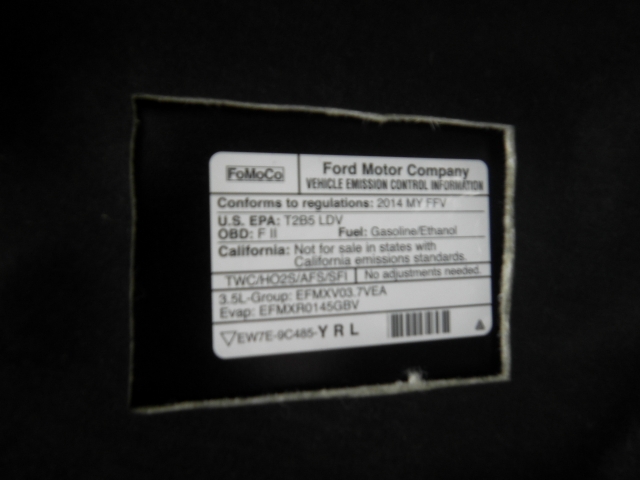 FoMoCo
Ford Motor Company
VEHICLE EMISSION CONTROL INFORMATION
Conforms to regulations: 2014 MY FFV
U.S. EPA: T2B5 LDV
OBD: F II Fuel: Gasoline/Ethanol
California: Not for sale in states with
California emissions standards.
TWC/HO2S/AFS/SFI No adjustments needed.
3.5L-Group: EFMXV03.7VEA
Evap: EFMXR0145GBV
EW7E-9C485-Y R L